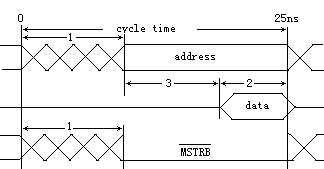 0 25ns
cycle time
1
address
3 2
data
1
MSTRB